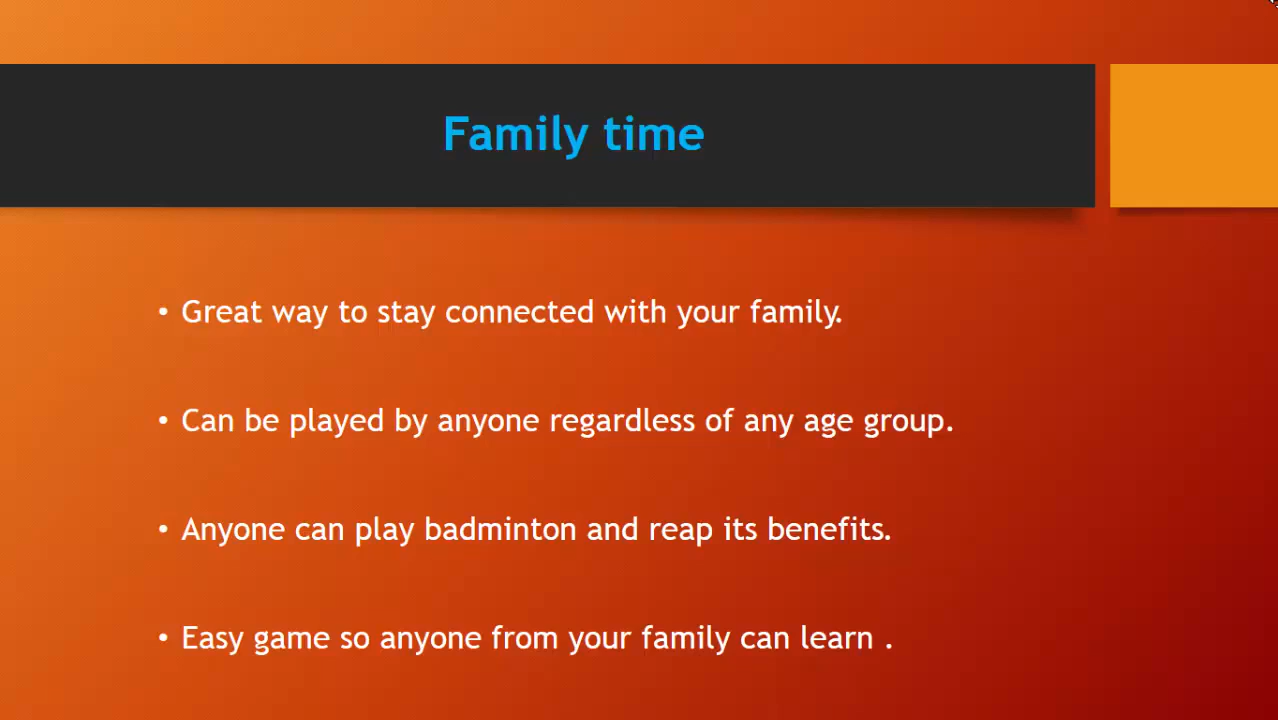 Family time
• Great way to stay connected with your family.
• Can be played by anyone regardless of any age group.
• Anyone can play badminton and reap its benefits.
• Easy game so anyone from your family can learn .